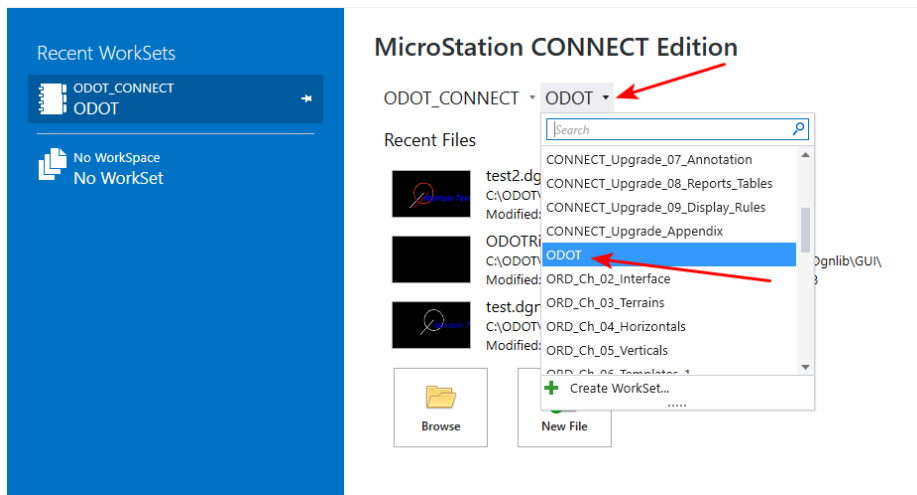 Recent WorkSets
ODOT_CONNECT
ODOT
No WorkSpace
No WorkSet
MicroStation CONNECT Edition
ODOT_CONNECT ODOT
Search
Recent Files
CONNECT_Upgrade_07_Annotation
CONNECT_Upgrade_08_Reports_Tables
CONNECT_Upgrade_09_Display_Rules
CONNECT_Upgrade_Appendix
ODOT
ORD_Ch_02_Interface
ORD_Ch_03_Terrains
ORD_Ch_04_Horizontals
ORD_Ch_05_Verticals
ORD_Ch_06_Templates_1
Create WorkSet...
test2.dg
C:\ODOT\
Modified:
ODOTRi
C:\ODOT\ Dgnlib\GUI\
Modified:
test.dgn
C:\ODOT\
Modified:
Browse
New File